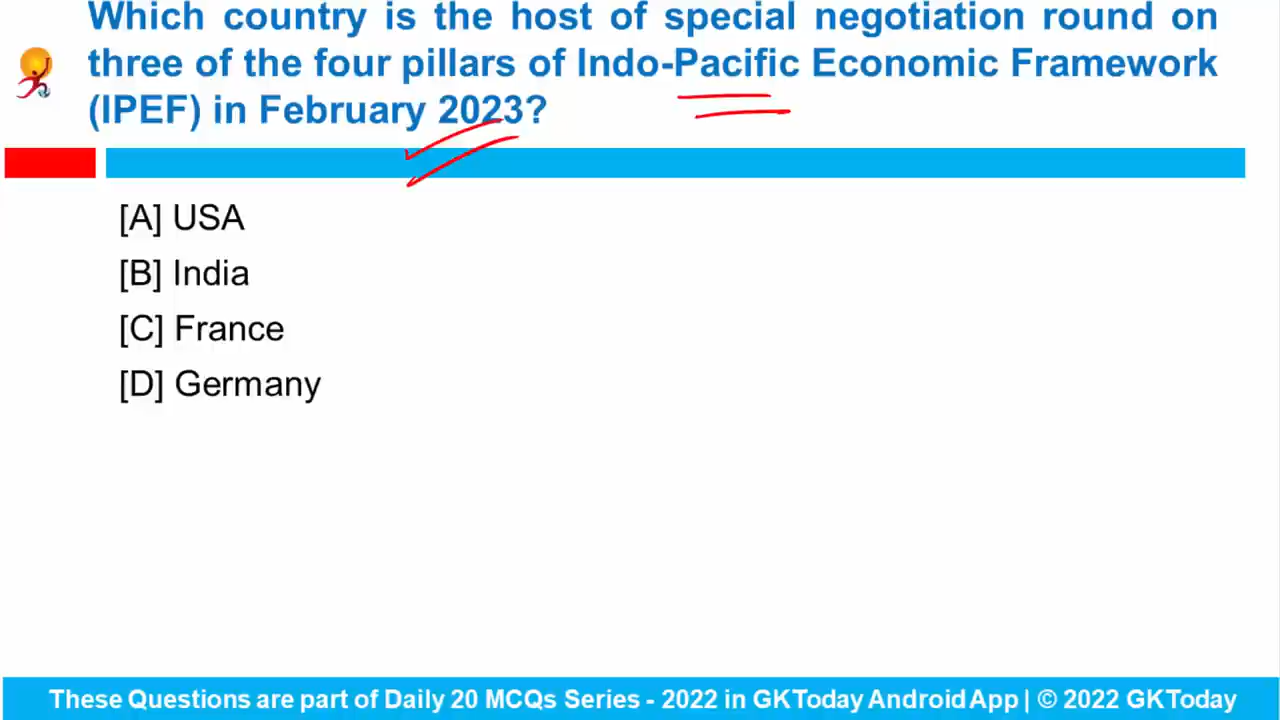 Which country is the host of special negotiation round on
three of the four pillars of Indo-Pacific Economic Framework
(IPEF) in February 2023?
[A] USA
[B] India
[C] France
[D] Germany
These Questions are part of Daily 20 MCQs Series - 2022 in GKToday Android App | © 2022 GKToday